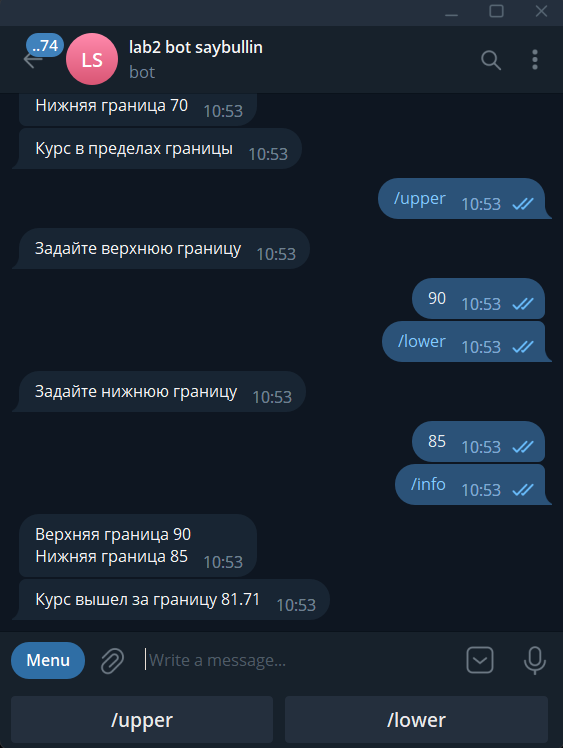 ..74
LS
lab2 bot saybullin
bot
Нижняя граница 70 10:53
Курс в пределах границы 10:53
/upper 10:53
Задайте верхнюю границу 10:53
90 10:53
/lower 10:53
Задайте нижнюю границу 10:53
85 10:53
/info 10:53
Верхняя граница 90
Нижняя граница 85 10:53
Курс вышел за границу 81.71 10:53
Menu
Write a message...
/upper
/lower